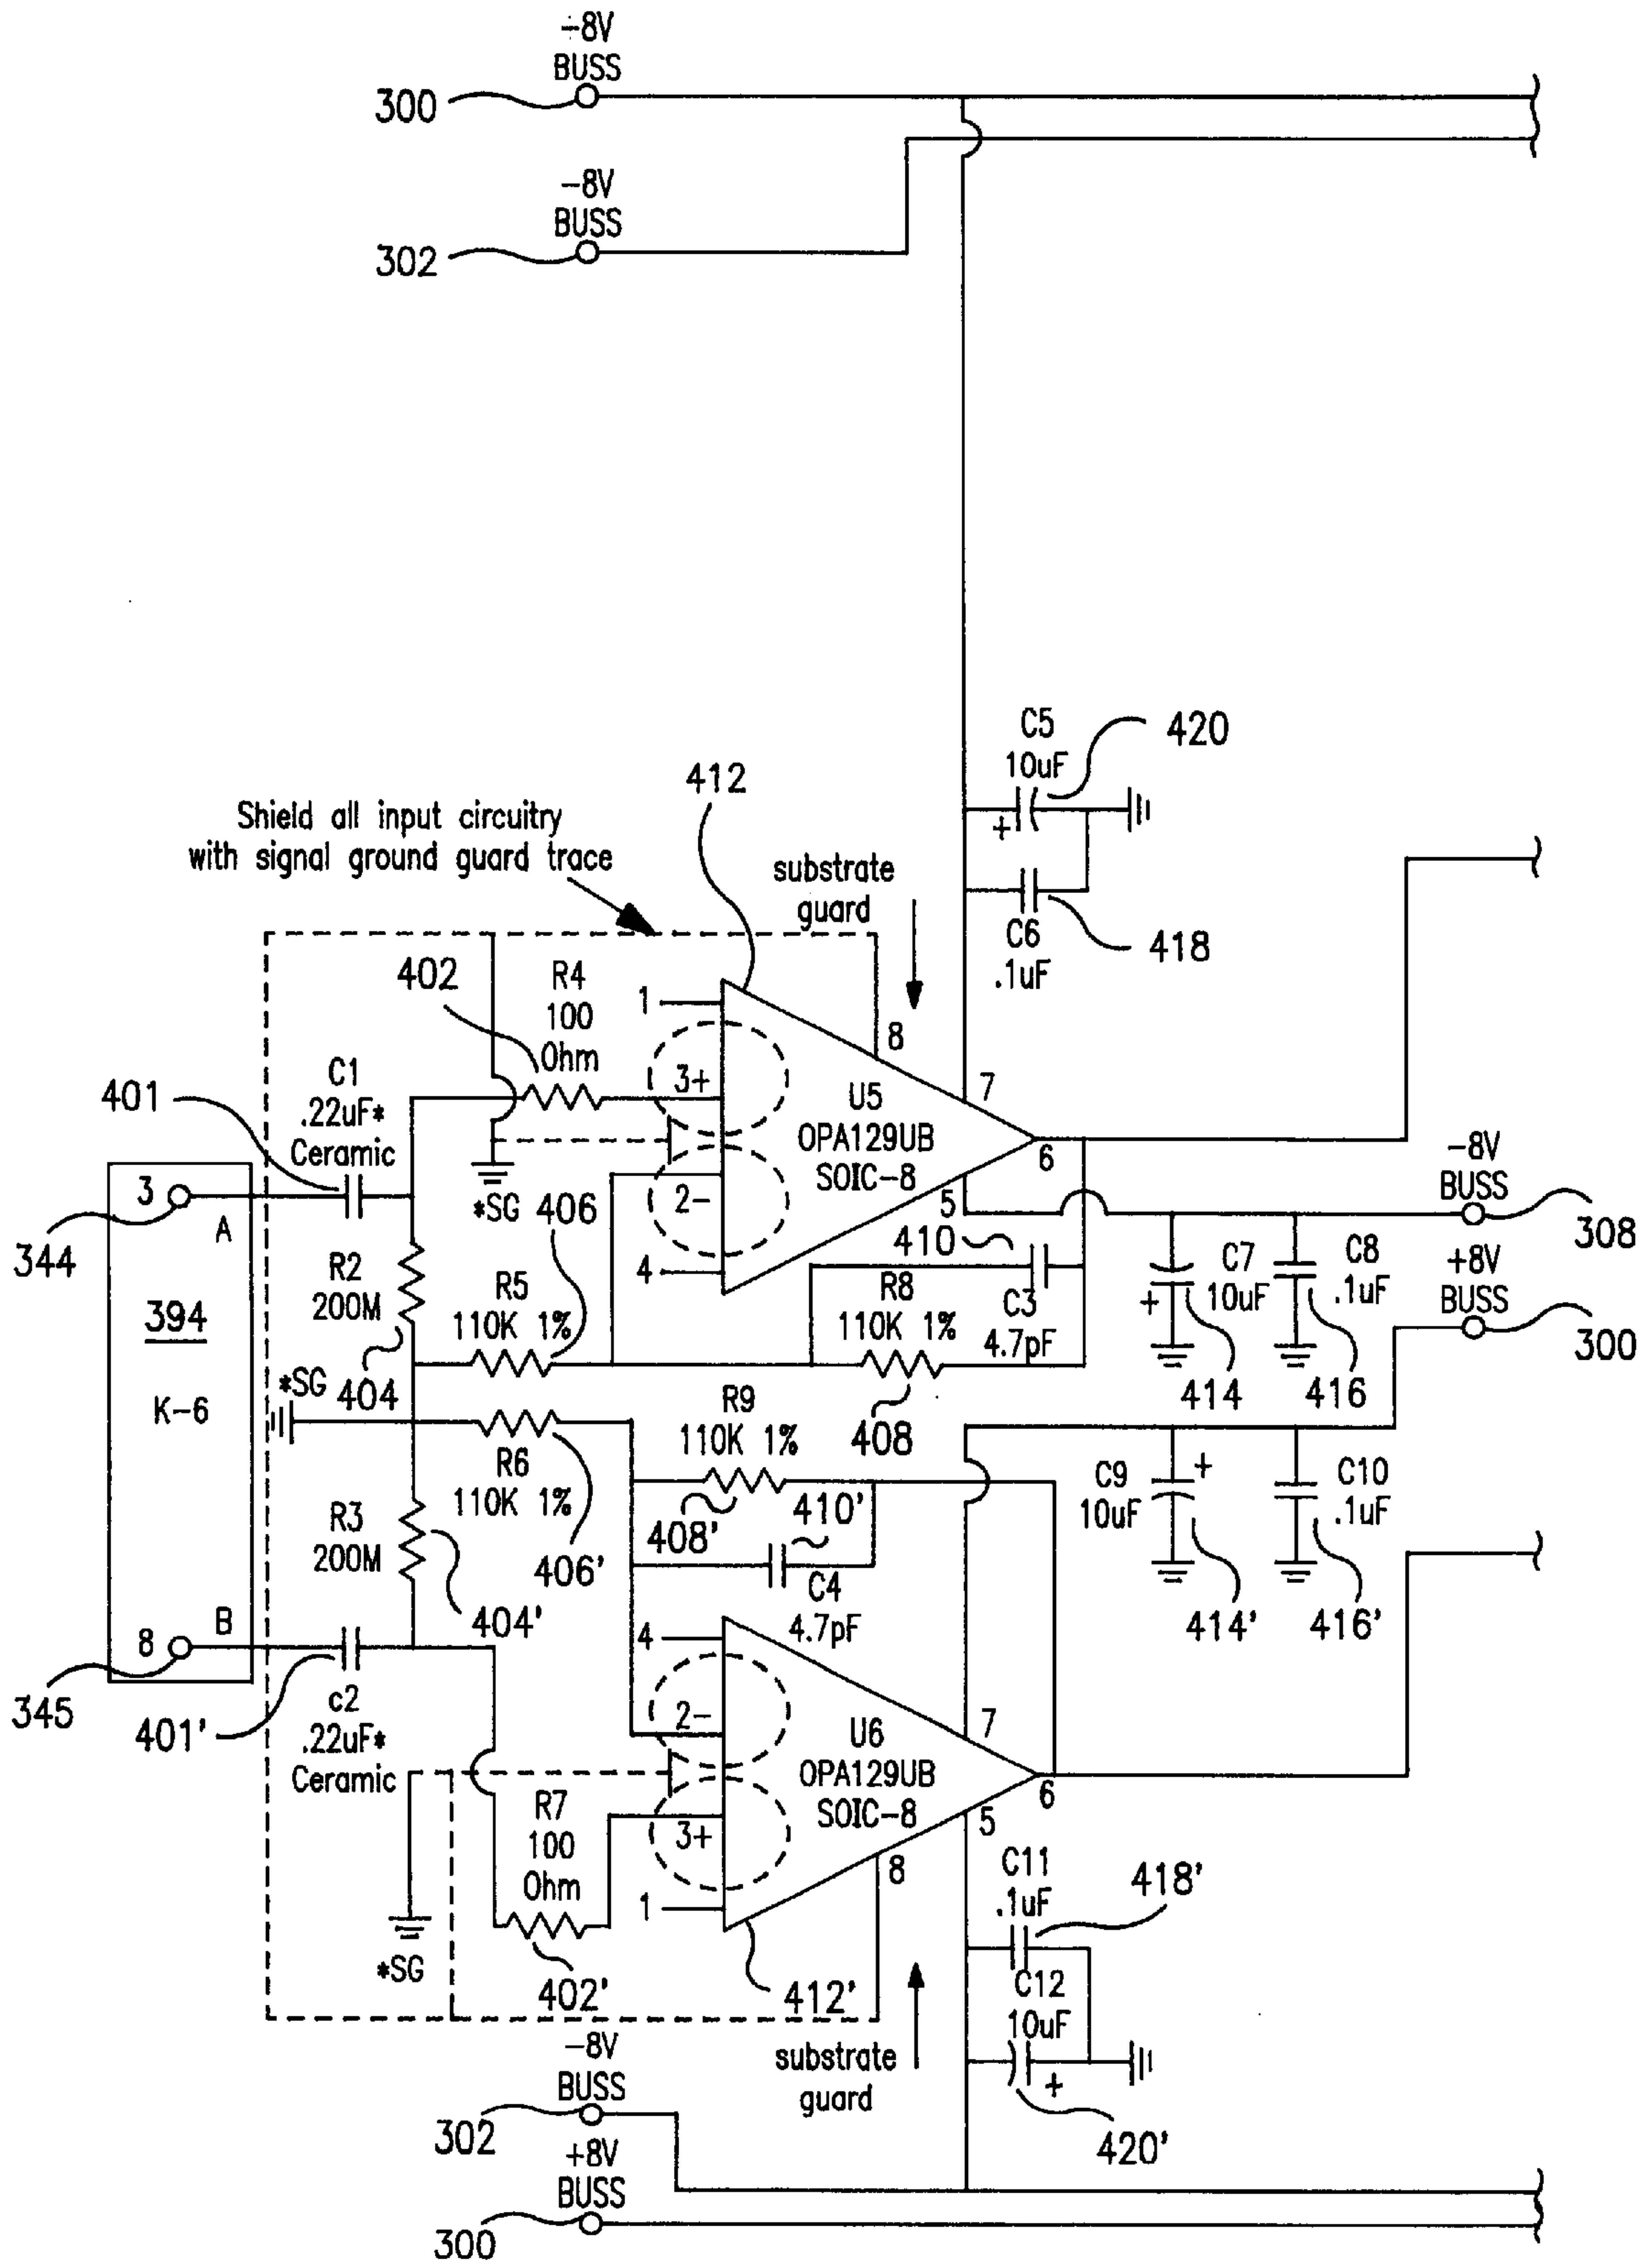 -8V
BUSS
300
-8V
BUSS
302
C5
10uF
420
412
Shield all input circuitry
with signal ground guard trace
substrate
guard
C6
.1uF
418
402
R4
100
Ohm
1
8
3+
7
C1
.22uF*
Ceramic
401
U5
OPA129UB
SOIC-8
6
-8V
BUSS
308
3
A
344
*SG
406
2-
5
410
4
R2
200M
R5
110K 1%
R8
110K 1%
C3
4.7pF
C7
10uF
+
C8
.1uF
+8V
BUSS
300
394
K-6
*SG
404
408
414
416
R9
110K 1%
R6
110K 1%
408'
410'
406'
C9
10uF
+
C10
.1uF
R3
200M
C4
4.7pF
404'
414'
416'
8
B
345
401'
c2
.22uF*
Ceramic
4
2-
7
U6
OPA129UB
SOIC-8
6
5
R7
100
Ohm
3+
8
1
*SG
402'
412'
C11
.1uF
418'
C12
10uF
+
420'
substrate
guard
-8V
BUSS
302
+8V
BUSS
300
+